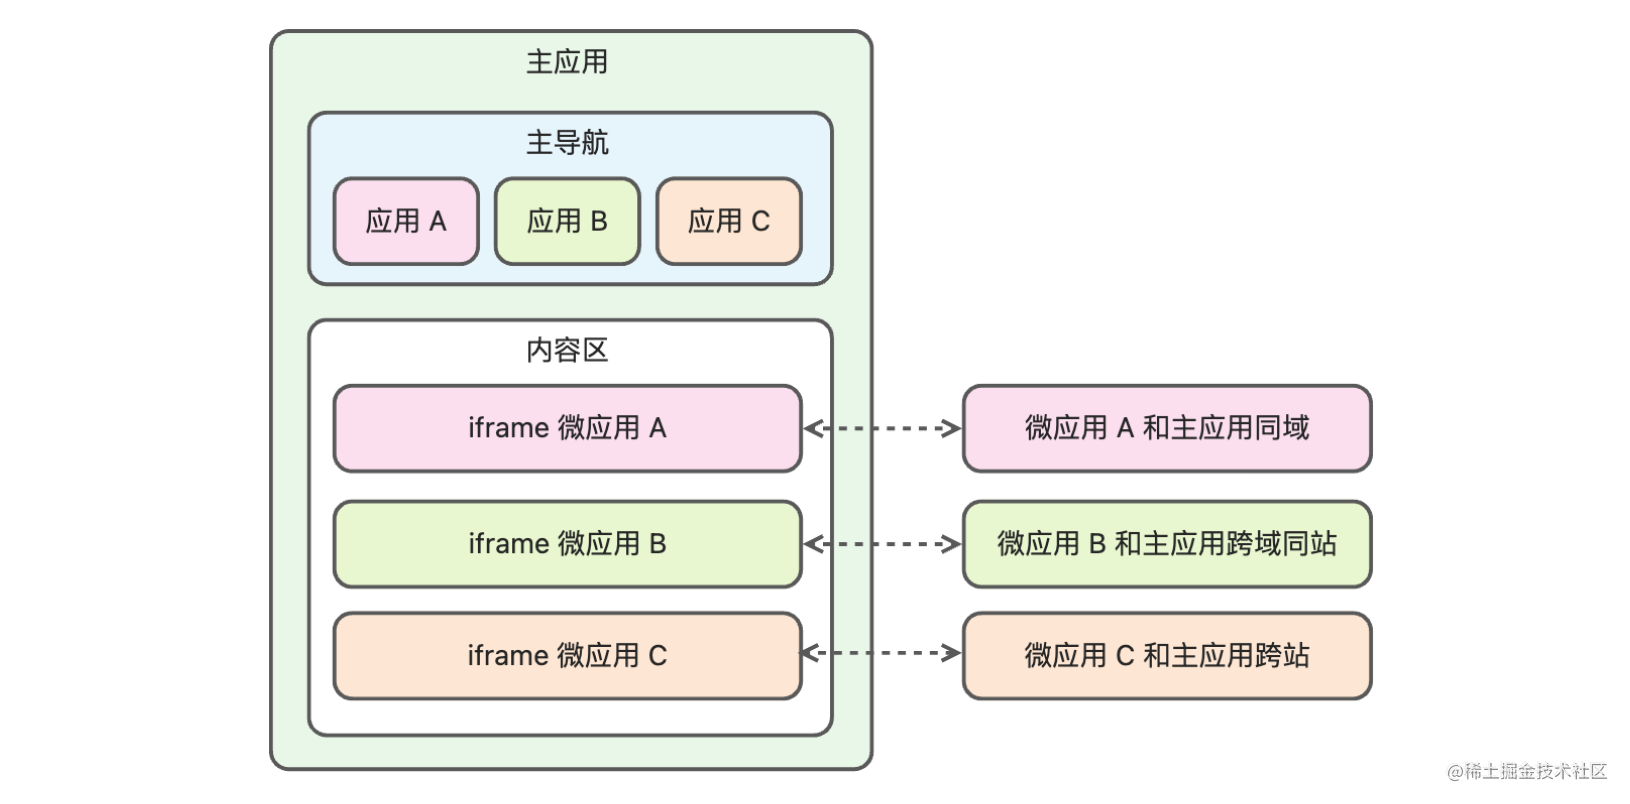 主应用
主导航
应用 A
应用 B
应用 C
内容区
iframe 微应用 A
微应用 A 和主应用同域
iframe 微应用 B
微应用 B 和主应用跨域同站
iframe 微应用 C
微应用 C 和主应用跨站
@稀土掘金技术社区